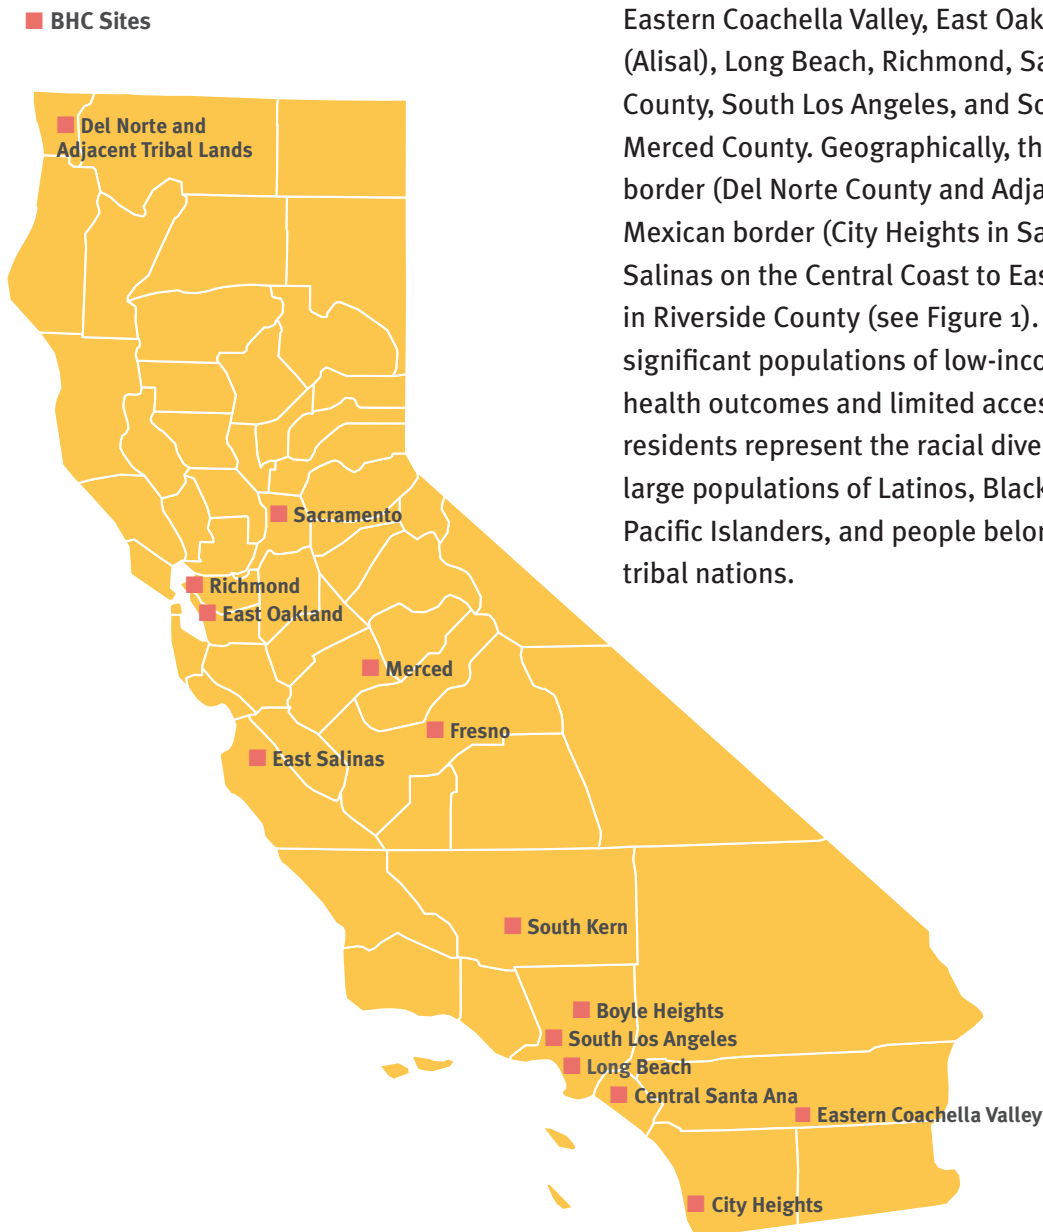 BHC Sites
Eastern Coachella Valley, East Oak
(Alisal), Long Beach, Richmond, Sa
County, South Los Angeles, and So
Merced County. Geographically, th
border (Del Norte County and Adja
Mexican border (City Heights in Sa
Salinas on the Central Coast to Eas
in Riverside County (see Figure 1).
significant populations of low-inco
health outcomes and limited acces
residents represent the racial dive
large populations of Latinos, Black
Pacific Islanders, and people belon
tribal nations.
Del Norte and
Adjacent Tribal Lands
Sacramento
Richmond
East Oakland
Merced
Fresno
East Salinas
South Kern
Boyle Heights
South Los Angeles
Long Beach
Central Santa Ana
Eastern Coachella Valley
City Heights